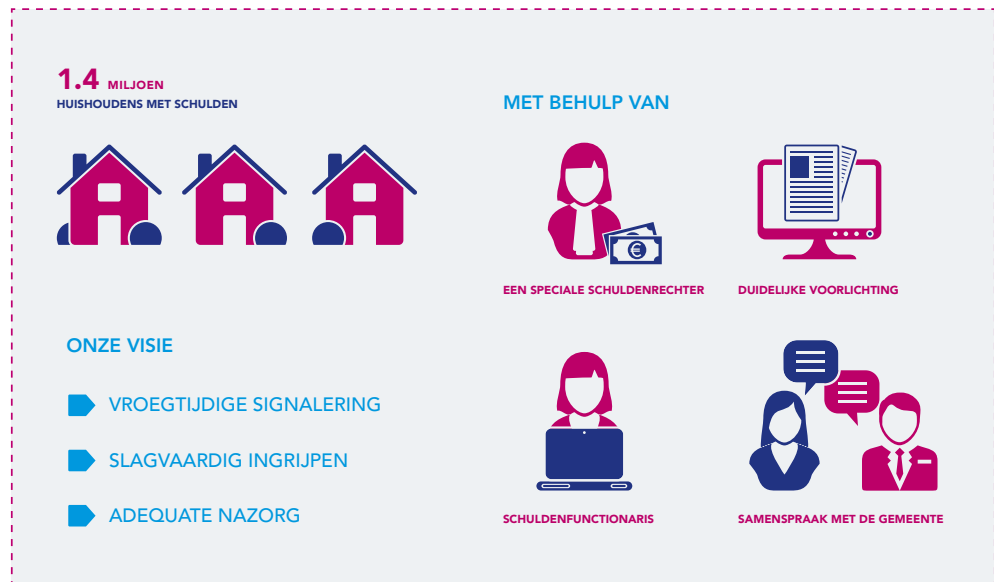 1.4 MILJOEN
HUISHOUDENS MET SCHULDEN
ONZE VISIE
VROEGTIJDIGE SIGNALERING
SLAGVAARDIG INGRIJPEN
ADEQUATE NAZORG
MET BEHULP VAN
EEN SPECIALE SCHULDENRECHTER
DUIDELIJKE VOORLICHTING
SCHULDENFUNCTIONARIS
SAMENSPRAAK MET DE GEMEENTE